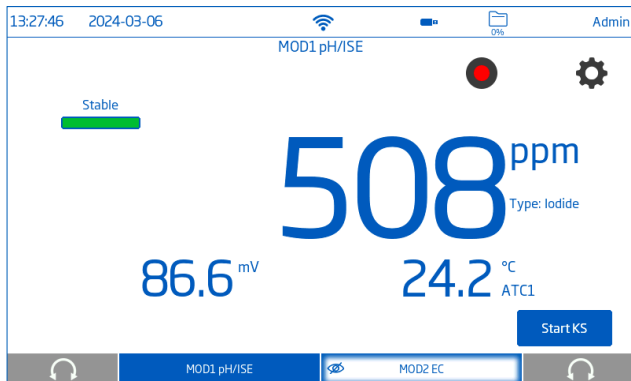 13:27:46 2024-03-06 0% Admin
MOD1 pH/ISE
Stable
508 ppm
Type: Iodide
86.6 mV 24.2 °C
ATC1
Start KS
MOD1 pH/ISE MOD2 EC